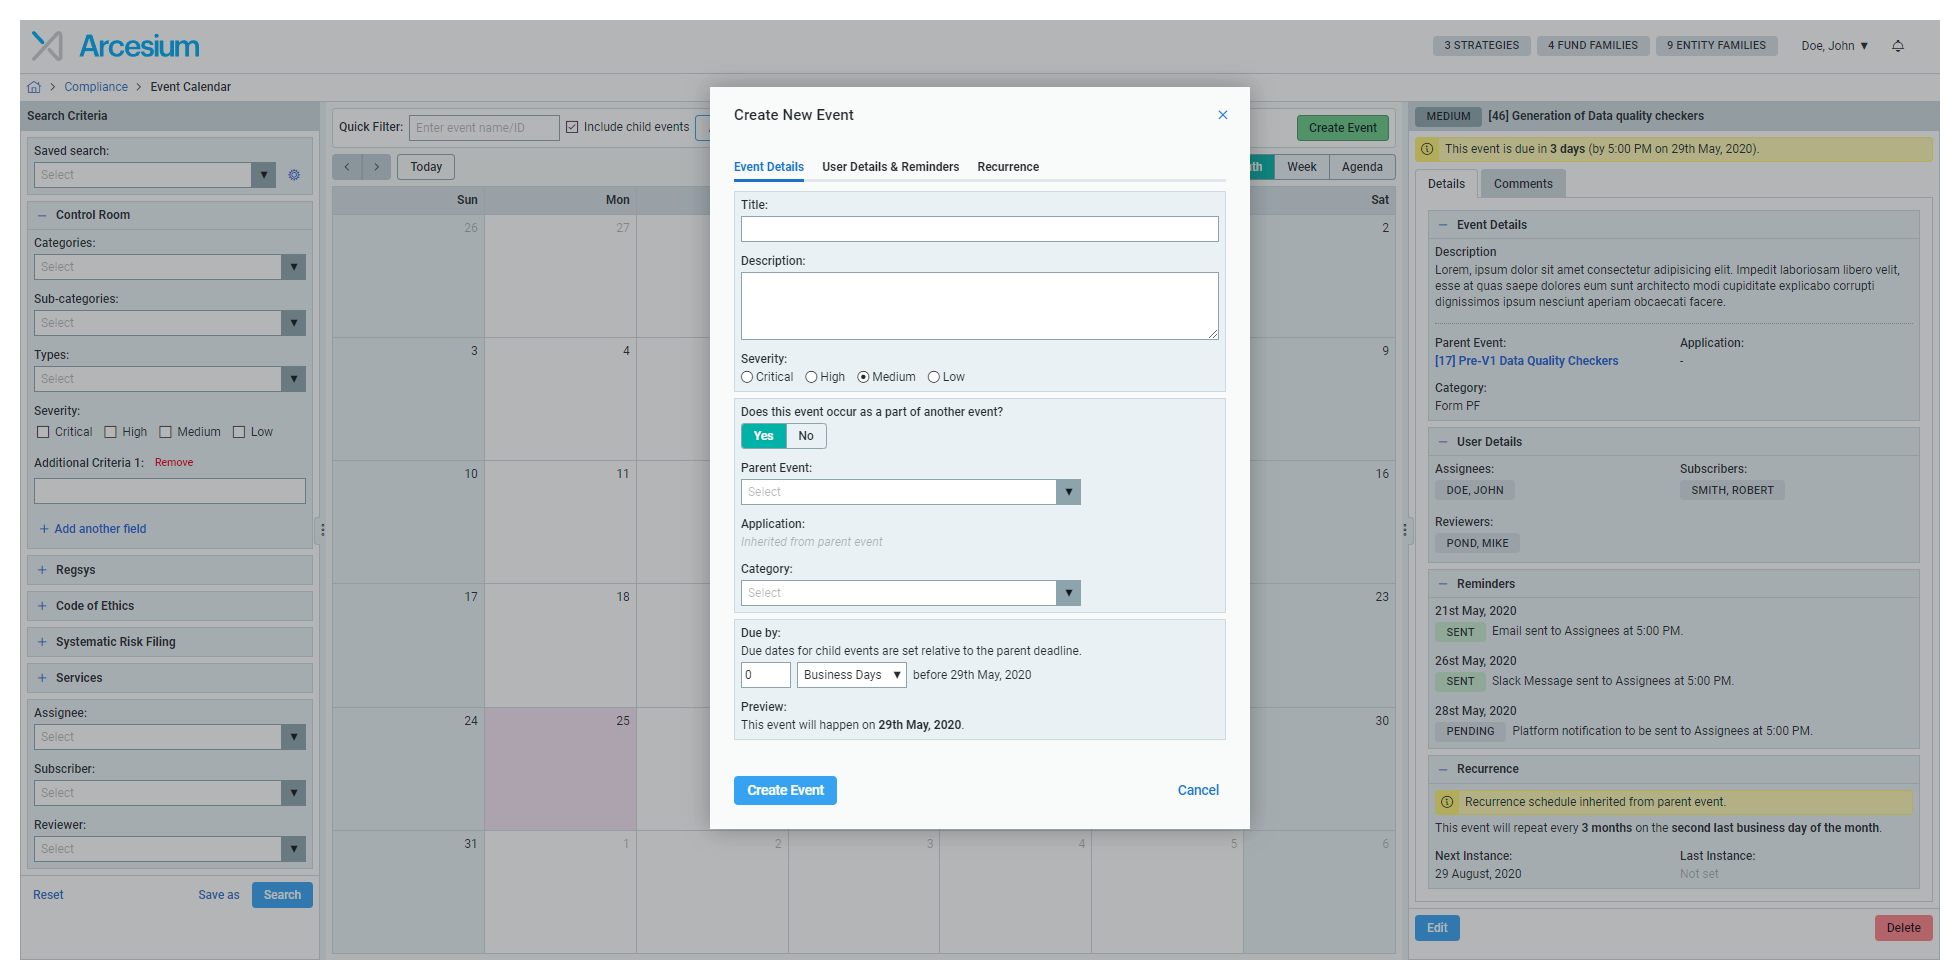 Arcesium
3 STRATEGIES
4 FUND FAMILIES
9 ENTITY FAMILIES
Doe, John ▼
> Compliance > Event Calendar
Search Criteria
Saved search:
Select
Control Room
Categories:
Select
Sub-categories:
Select
Types:
Select
Severity:
Critical High Medium Low
Additional Criteria 1: Remove
+ Add another field
+ Regsys
+ Code of Ethics
+ Systematic Risk Filing
+ Services
Assignee:
Select
Subscriber:
Select
Reviewer:
Select
Reset Save as Search
Quick Filter: Enter event name/ID Include child events
Create Event
< > Today
Week Agenda
Sun Mon Sat
26 27 2
3 4 9
10 11 16
17 18 23
24 25 30
31 1 2 3 4 5 6
Create New Event
Event Details User Details & Reminders Recurrence
Title:
Description:
Severity:
Critical High Medium Low
Does this event occur as a part of another event?
Yes No
Parent Event:
Select
Application:
Inherited from parent event
Category:
Select
Due by:
Due dates for child events are set relative to the parent deadline.
0 Business Days ▼ before 29th May, 2020
Preview:
This event will happen on 29th May, 2020.
Create Event Cancel
MEDIUM [46] Generation of Data quality checkers
This event is due in 3 days (by 5:00 PM on 29th May, 2020).
Details Comments
Event Details
Description
Lorem, ipsum dolor sit amet consectetur adipisicing elit. Impedit laboriosam libero velit,
esse at quas saepe dolores eum sunt architecto modi cupiditate explicabo corrupti
dignissimos ipsum nesciunt aperiam obcaecati facere.
Parent Event: Application:
[17] Pre-V1 Data Quality Checkers -
Category:
Form PF
User Details
Assignees: Subscribers:
DOE, JOHN SMITH, ROBERT
Reviewers:
POND, MIKE
Reminders
21st May, 2020
SENT Email sent to Assignees at 5:00 PM.
26st May, 2020
SENT Slack Message sent to Assignees at 5:00 PM.
28st May, 2020
PENDING Platform notification to be sent to Assignees at 5:00 PM.
Recurrence
Recurrence schedule inherited from parent event.
This event will repeat every 3 months on the second last business day of the month.
Next Instance: Last Instance:
29 August, 2020 Not set
Edit Delete